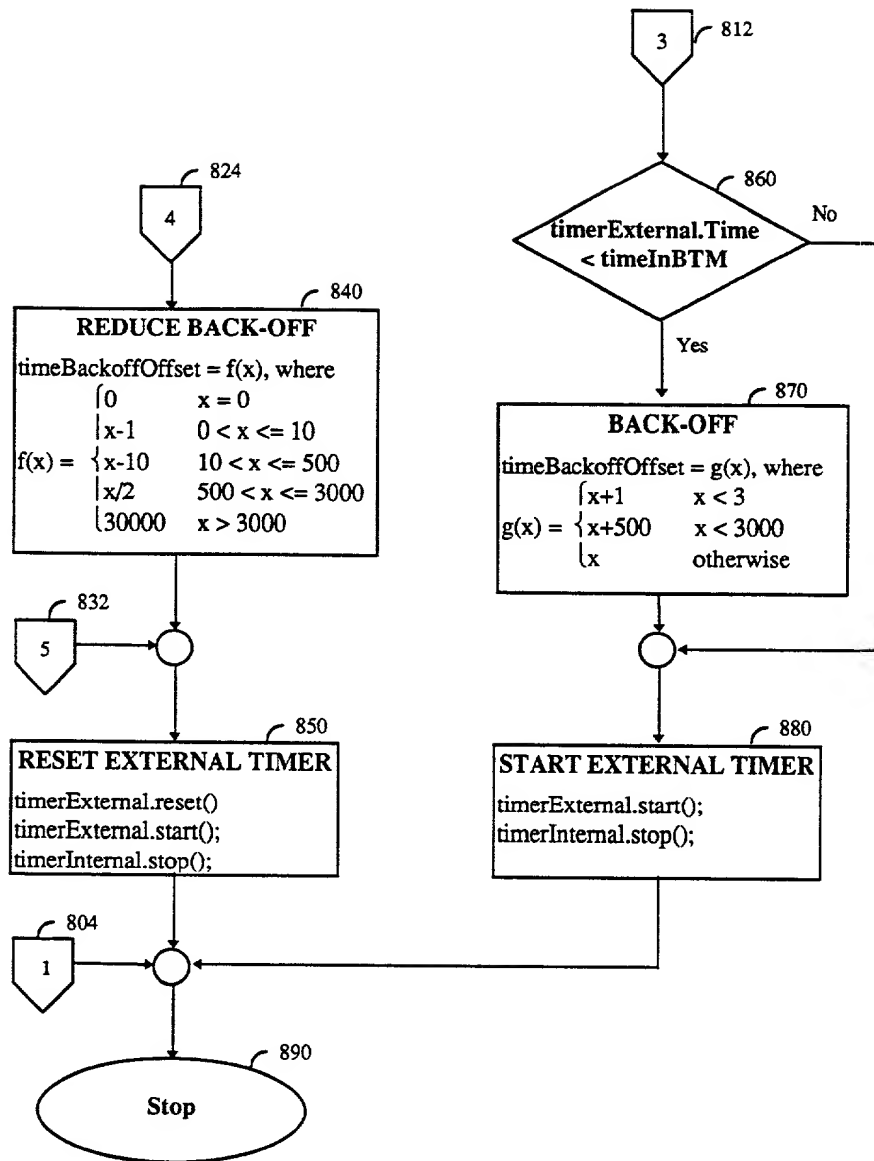 3
812
860
timerExternal.Time
< timeInBTM
No
Yes
824
4
840
REDUCE BACK-OFF
timeBackoffOffset = f(x), where
0 x = 0
x-1 0 < x <= 10
f(x) = { x-10 10 < x <= 500
x/2 500 < x <= 3000
30000 x > 3000
870
BACK-OFF
timeBackoffOffset = g(x), where
x+1 x < 3
g(x) = { x+500 x < 3000
x otherwise
832
5
850
RESET EXTERNAL TIMER
timerExternal.reset()
timerExternal.start();
timerInternal.stop();
880
START EXTERNAL TIMER
timerExternal.start();
timerInternal.stop();
804
1
890
Stop